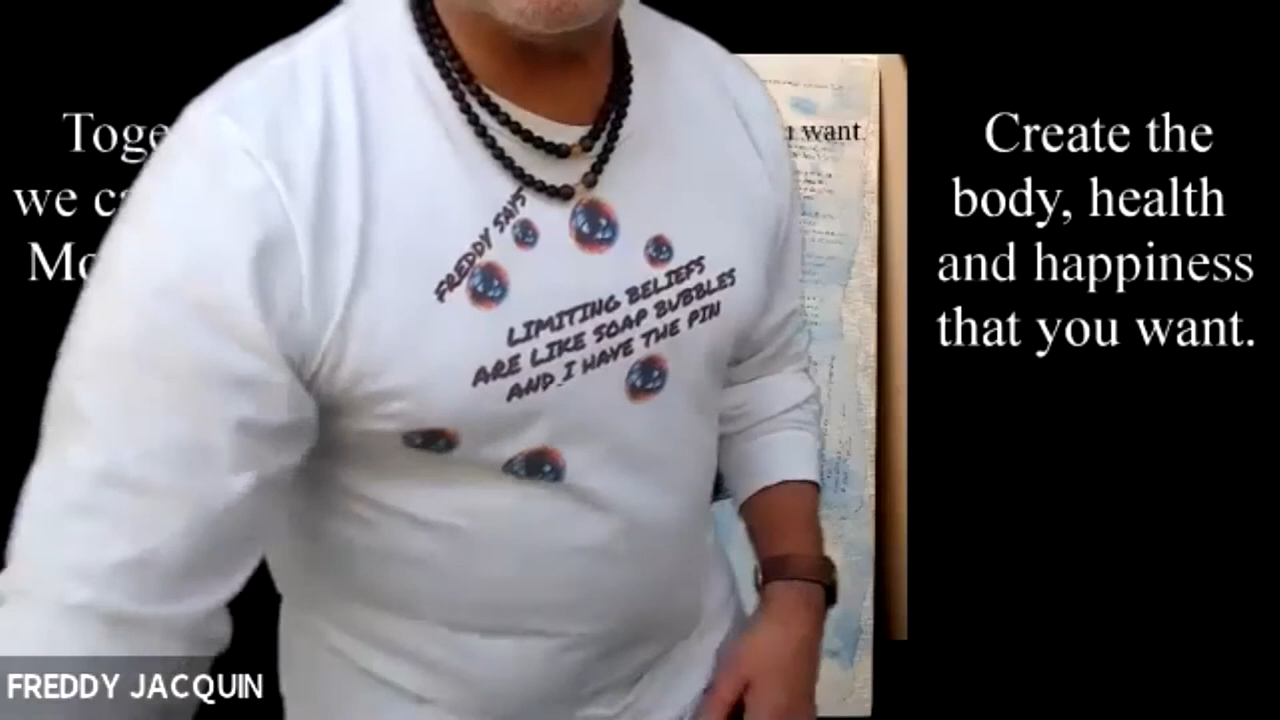 Toge
we ca
Mo
FREDDY SAYS
LIMITING BELIEFS
ARE LIKE SOAP BUBBLES
AND I HAVE THE PIN
u want.
Create the
body, health
and happiness
that you want.
FREDDY JACQUIN